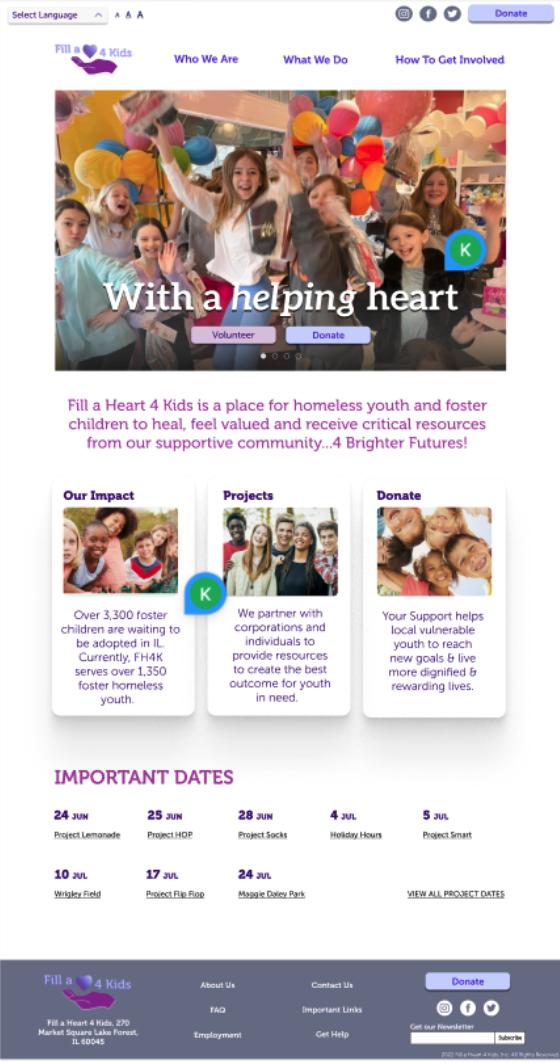 Select Language
A A A
Donate
Fill a 4 Kids
Who We Are
What We Do
How To Get Involved
K
With a helping heart
Volunteer
Donate
Fill a Heart 4 Kids is a place for homeless youth and foster
children to heal, feel valued and receive critical resources
from our supportive community...4 Brighter Futures!
Our Impact
Over 3,300 foster
children are waiting to
be adopted in IL.
Currently, FH4K
serves over 1,350
foster homeless
youth.
K
Projects
We partner with
corporations and
individuals to
provide resources
to create the best
outcome for youth
in need.
Donate
Your Support helps
local vulnerable
youth to reach
new goals & live
more dignified &
rewarding lives.
IMPORTANT DATES
24 JUN
25 JUN
28 JUN
4 JUL
5 JUL
Project Lemonade
Project HOP
Project Socks
Holiday Hours
Project Smart
10 JUL
17 JUL
24 JUL
Wrigley Field
Project Flip Flop
Maggie Daley Park
VIEW ALL PROJECT DATES
Fill a 4 Kids
Fill a Heart 4 Kids, 270
Market Square Lake Forest,
IL 60045
About Us
FAQ
Employment
Contact Us
Important Links
Get Help
Donate
Get our Newsletter
Subscribe
2022 Fill a Heart 4 Kids, Inc. All Rights Reserved